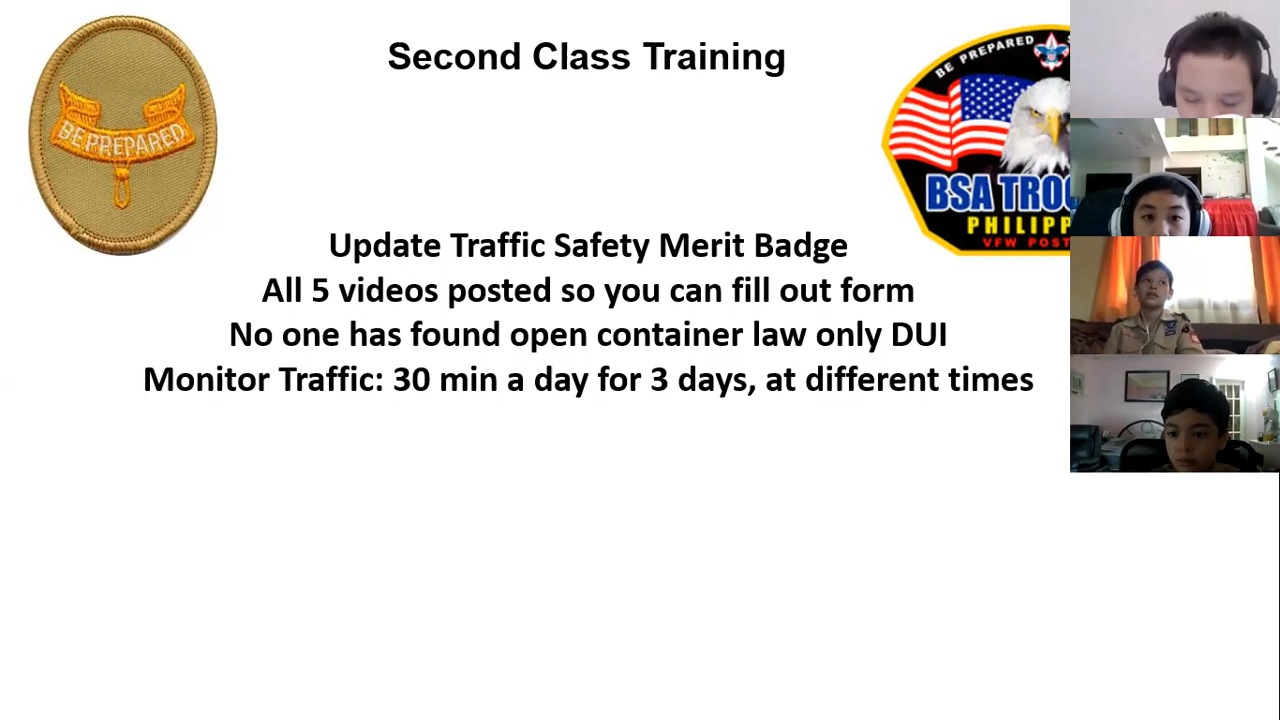 Second Class Training
BE PREPARED
BE PREPARED
BSA TROO
PHILIPP
VFW POST
Update Traffic Safety Merit Badge
All 5 videos posted so you can fill out form
No one has found open container law only DUI
Monitor Traffic: 30 min a day for 3 days, at different times